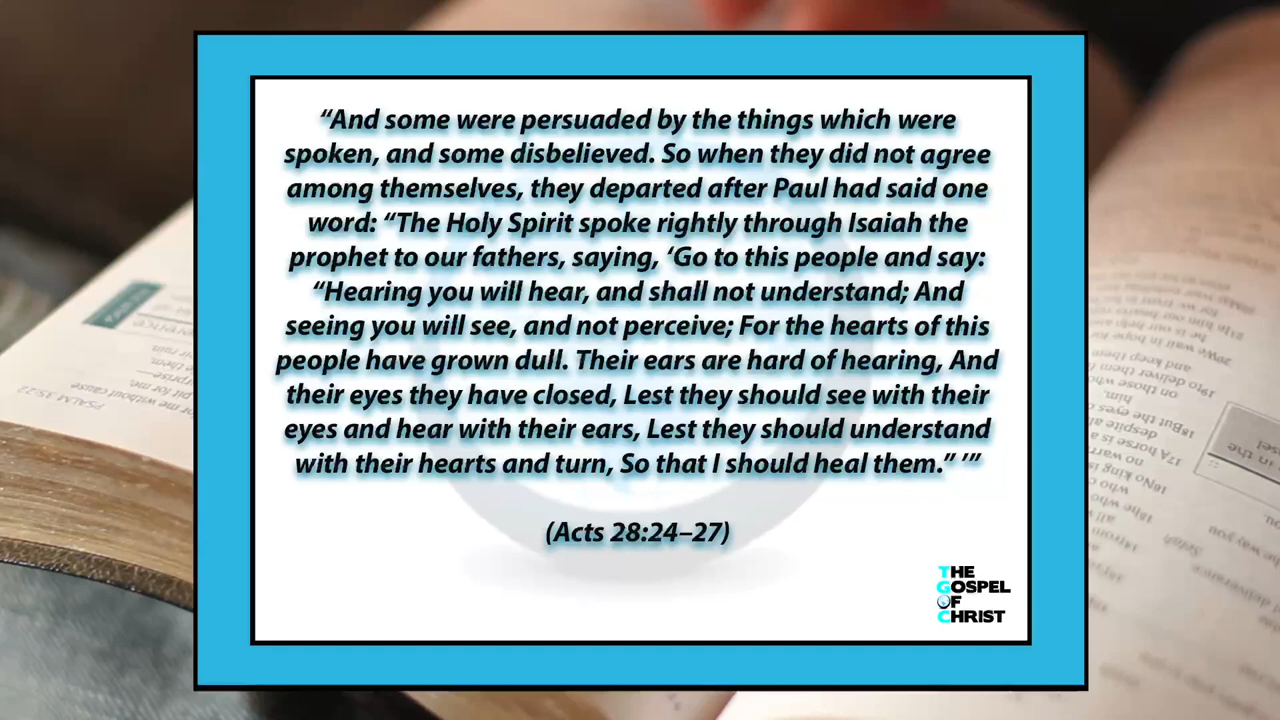 “And some were persuaded by the things which were
spoken, and some disbelieved. So when they did not agree
among themselves, they departed after Paul had said one
word: “The Holy Spirit spoke rightly through Isaiah the
prophet to our fathers, saying, ‘Go to this people and say:
“Hearing you will hear, and shall not understand; And
seeing you will see, and not perceive; For the hearts of this
people have grown dull. Their ears are hard of hearing, And
their eyes they have closed, Lest they should see with their
eyes and hear with their ears, Lest they should understand
with their hearts and turn, So that I should heal them.” ’”
(Acts 28:24–27)
THE
GOSPEL
OF
CHRIST
PSALM 35:22